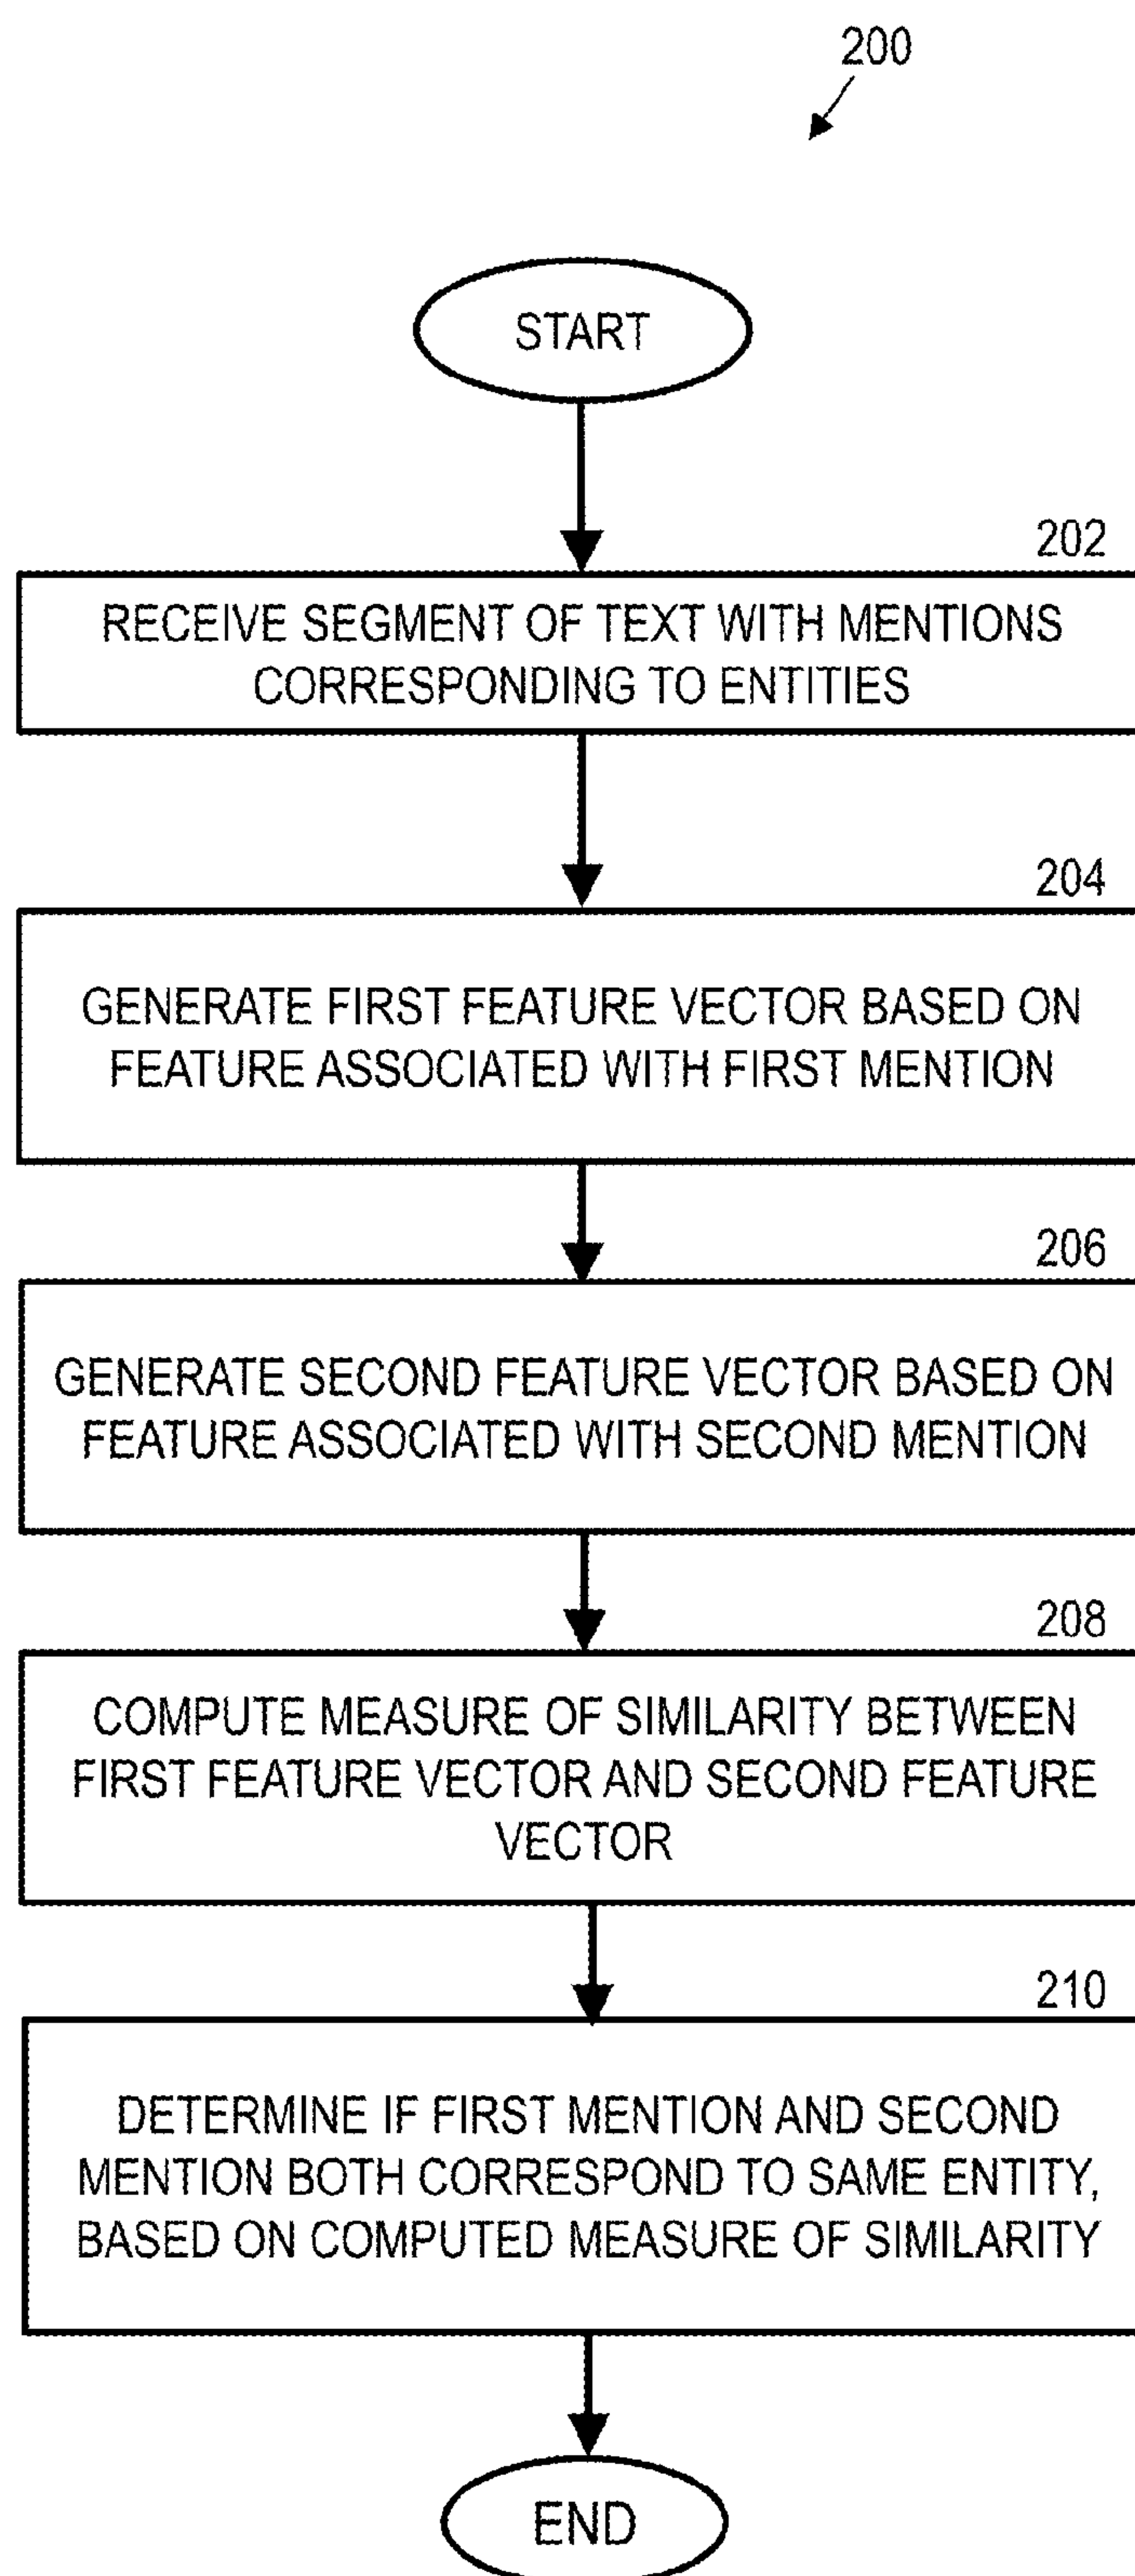 200
START
202
RECEIVE SEGMENT OF TEXT WITH MENTIONS
CORRESPONDING TO ENTITIES
204
GENERATE FIRST FEATURE VECTOR BASED ON
FEATURE ASSOCIATED WITH FIRST MENTION
206
GENERATE SECOND FEATURE VECTOR BASED ON
FEATURE ASSOCIATED WITH SECOND MENTION
208
COMPUTE MEASURE OF SIMILARITY BETWEEN
FIRST FEATURE VECTOR AND SECOND FEATURE
VECTOR
210
DETERMINE IF FIRST MENTION AND SECOND
MENTION BOTH CORRESPOND TO SAME ENTITY,
BASED ON COMPUTED MEASURE OF SIMILARITY
END